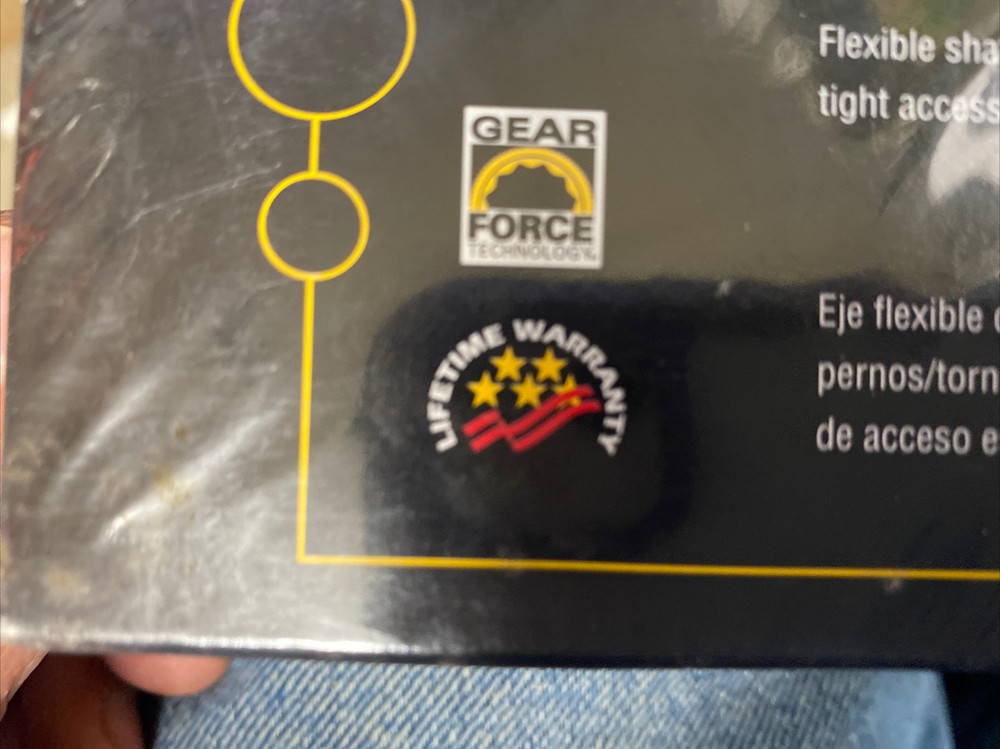 Flexible sha
tight access
GEAR
FORCE
TECHNOLOGY
LIFETIME WARRANTY
Eje flexible
pernos/torn
de acceso e